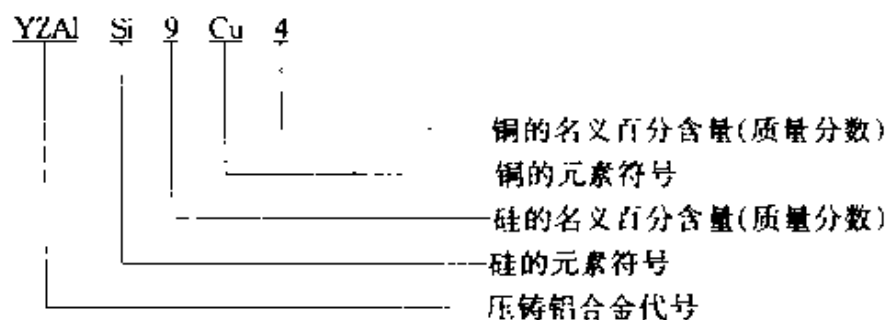 YZAl Si 9 Cu 4
铜的名义百分含量(质量分数)
铜的元素符号
硅的名义百分含量(质量分数)
硅的元素符号
压铸铝合金代号